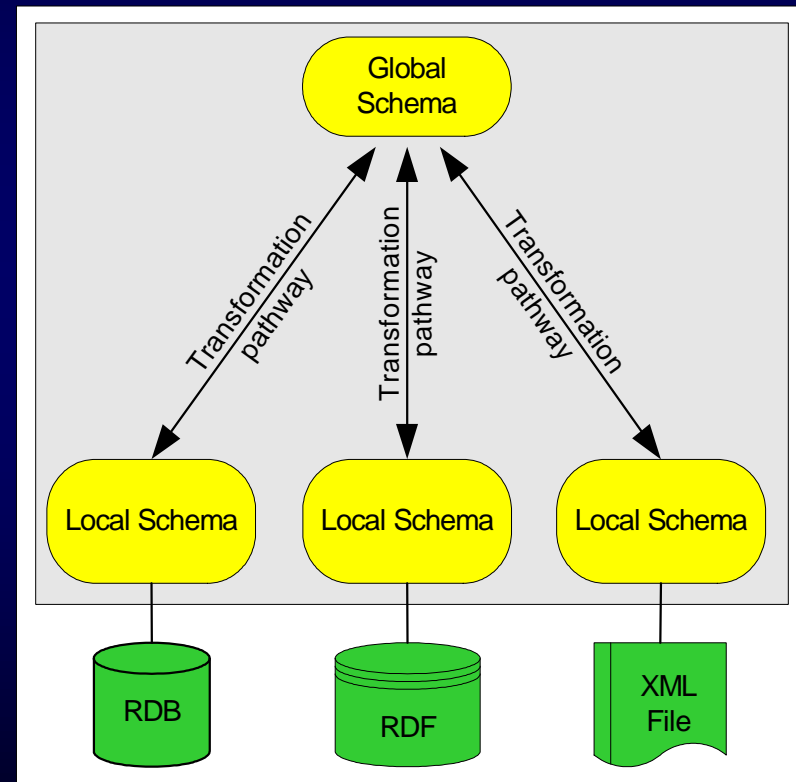 Global
Schema
Transformation
pathway
Transformation
pathway
Transformation
pathway
Local Schema
Local Schema
Local Schema
RDB
RDF
XML
File